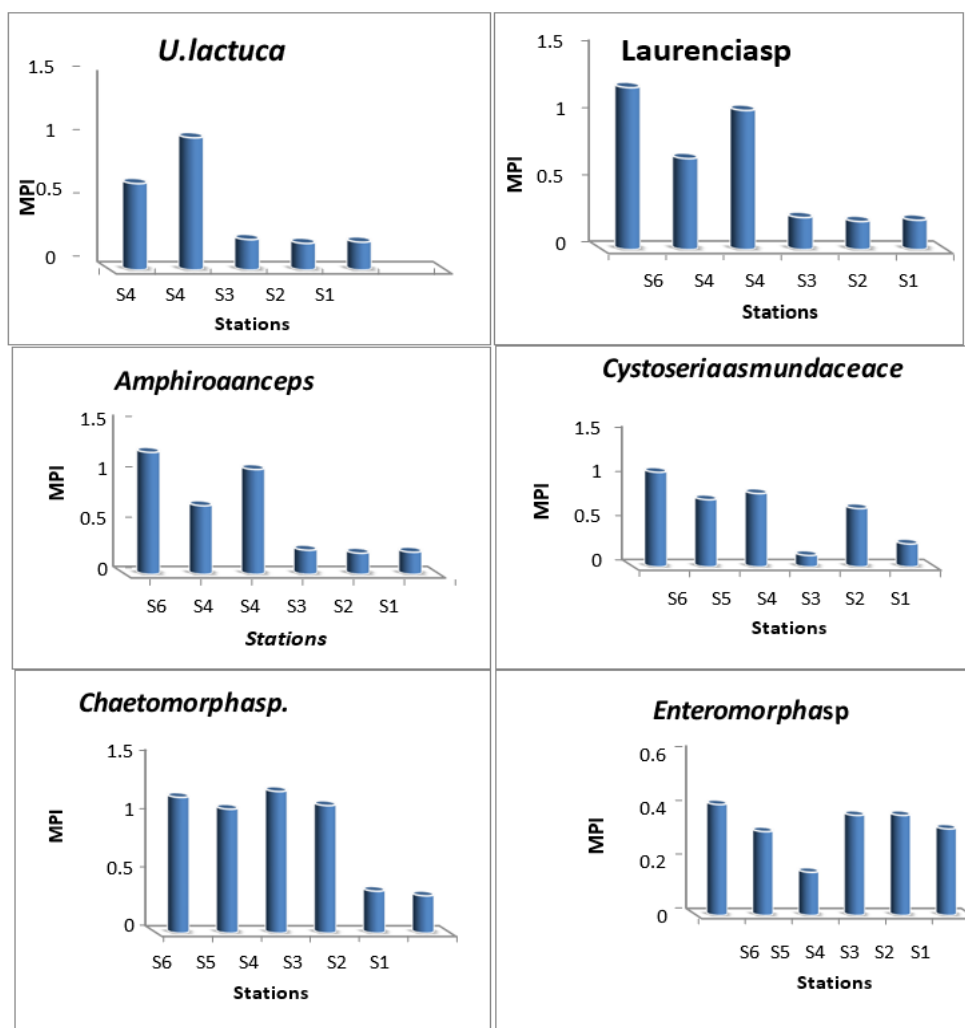 U.lactuca
1.5
1
0.5
0
MPI
S4 S4 S3 S2 S1
Stations
Laurenciasp
1.5
1
0.5
0
MPI
S6 S4 S4 S3 S2 S1
Stations
Amphiroaanceps
1.5
1
0.5
0
MPI
S6 S4 S4 S3 S2 S1
Stations
Cystoseriaasmundaceace
1.5
1
0.5
0
MPI
S6 S5 S4 S3 S2 S1
Stations
Chaetomorphasp.
1.5
1
0.5
0
MPI
S6 S5 S4 S3 S2 S1
Stations
Enteromorphasp
0.6
0.4
0.2
0
MPI
S6 S5 S4 S3 S2 S1
Stations